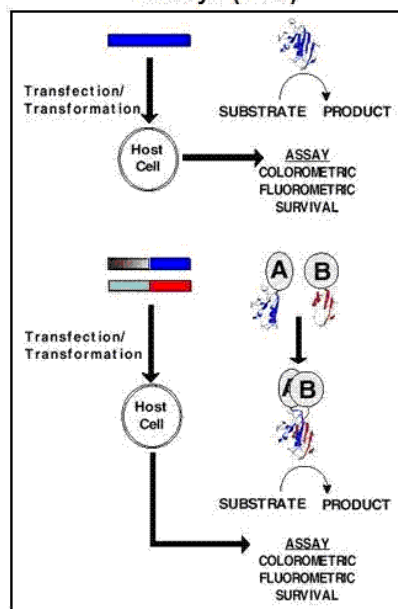 Transfection/
Transformation
Host
Cell
SUBSTRATE PRODUCT
ASSAY
COLOROMETRIC
FLUOROMETRIC
SURVIVAL
A B
Transfection/
Transformation
Host
Cell
A B
SUBSTRATE PRODUCT
ASSAY
COLOROMETRIC
FLUOROMETRIC
SURVIVAL